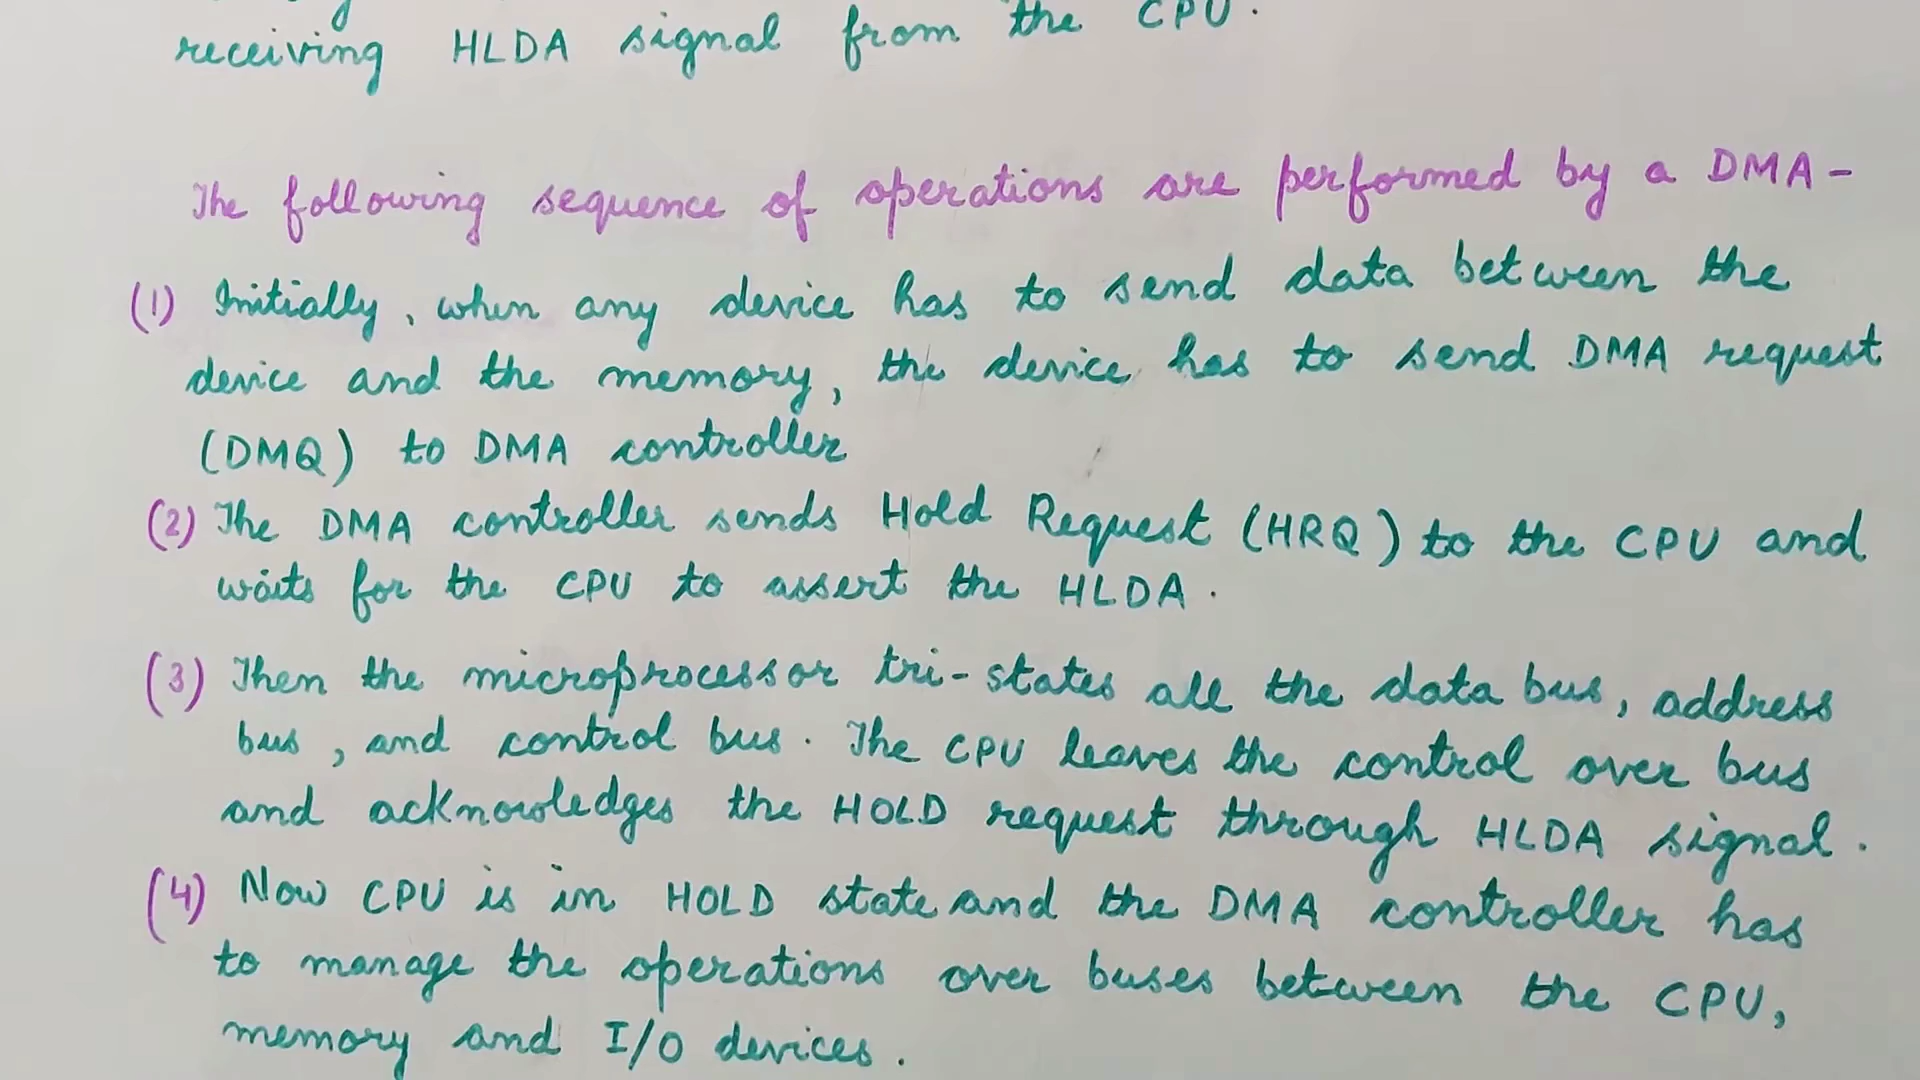 receiving HLDA signal from the CPU.
The following sequence of operations are performed by a DMA-
(1) Initially, when any device has to send data between the
device and the memory, the device has to send DMA request
(DMQ) to DMA controller
(2) The DMA controller sends Hold Request (HRQ) to the CPU and
waits for the CPU to assert the HLDA.
(3) Then the microprocessor tri-states all the data bus, address
bus, and control bus. The CPU leaves the control over bus
and acknowledges the HOLD request through HLDA signal.
(4) Now CPU is in HOLD state and the DMA controller has
to manage the operations over buses between the CPU,
memory and I/O devices.